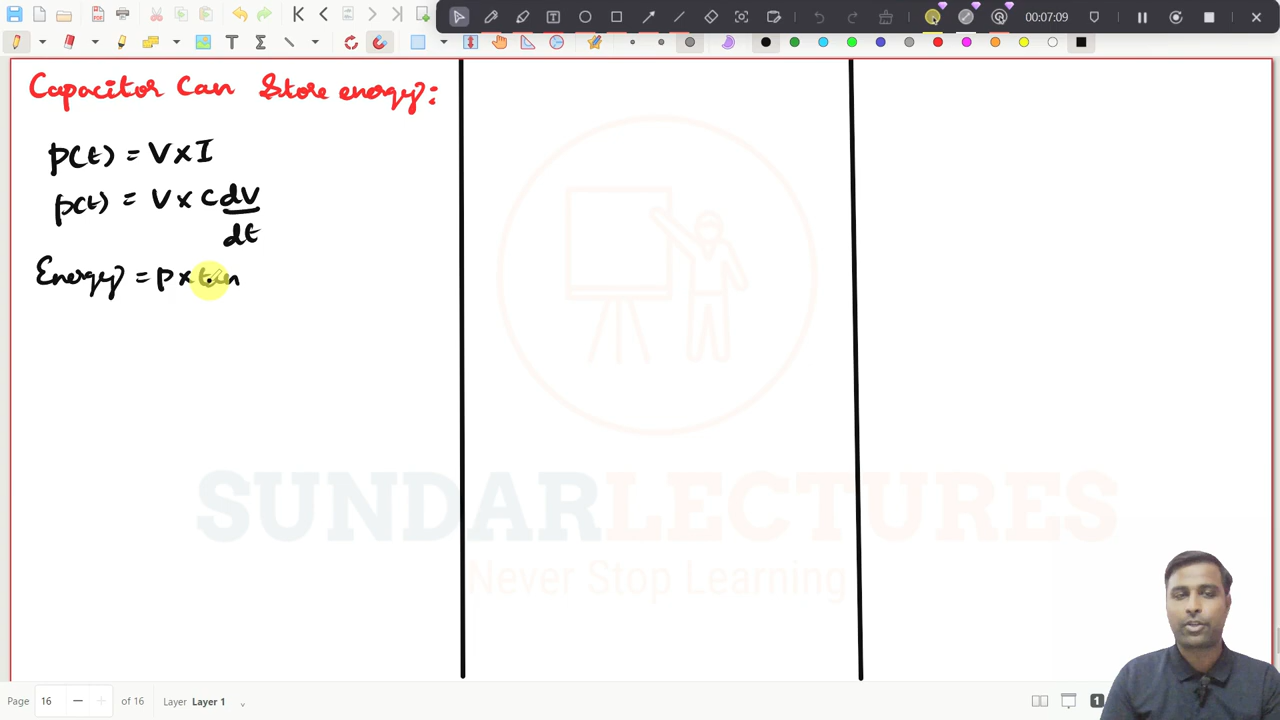 00:07:09
Capacitor Can Store energy:
p(t) = V x I
p(t) = V x C dV
dt
Energy = p x
SUNDARLECTURES
Never Stop Learning
Page 16 of 16 Layer Layer 1
1